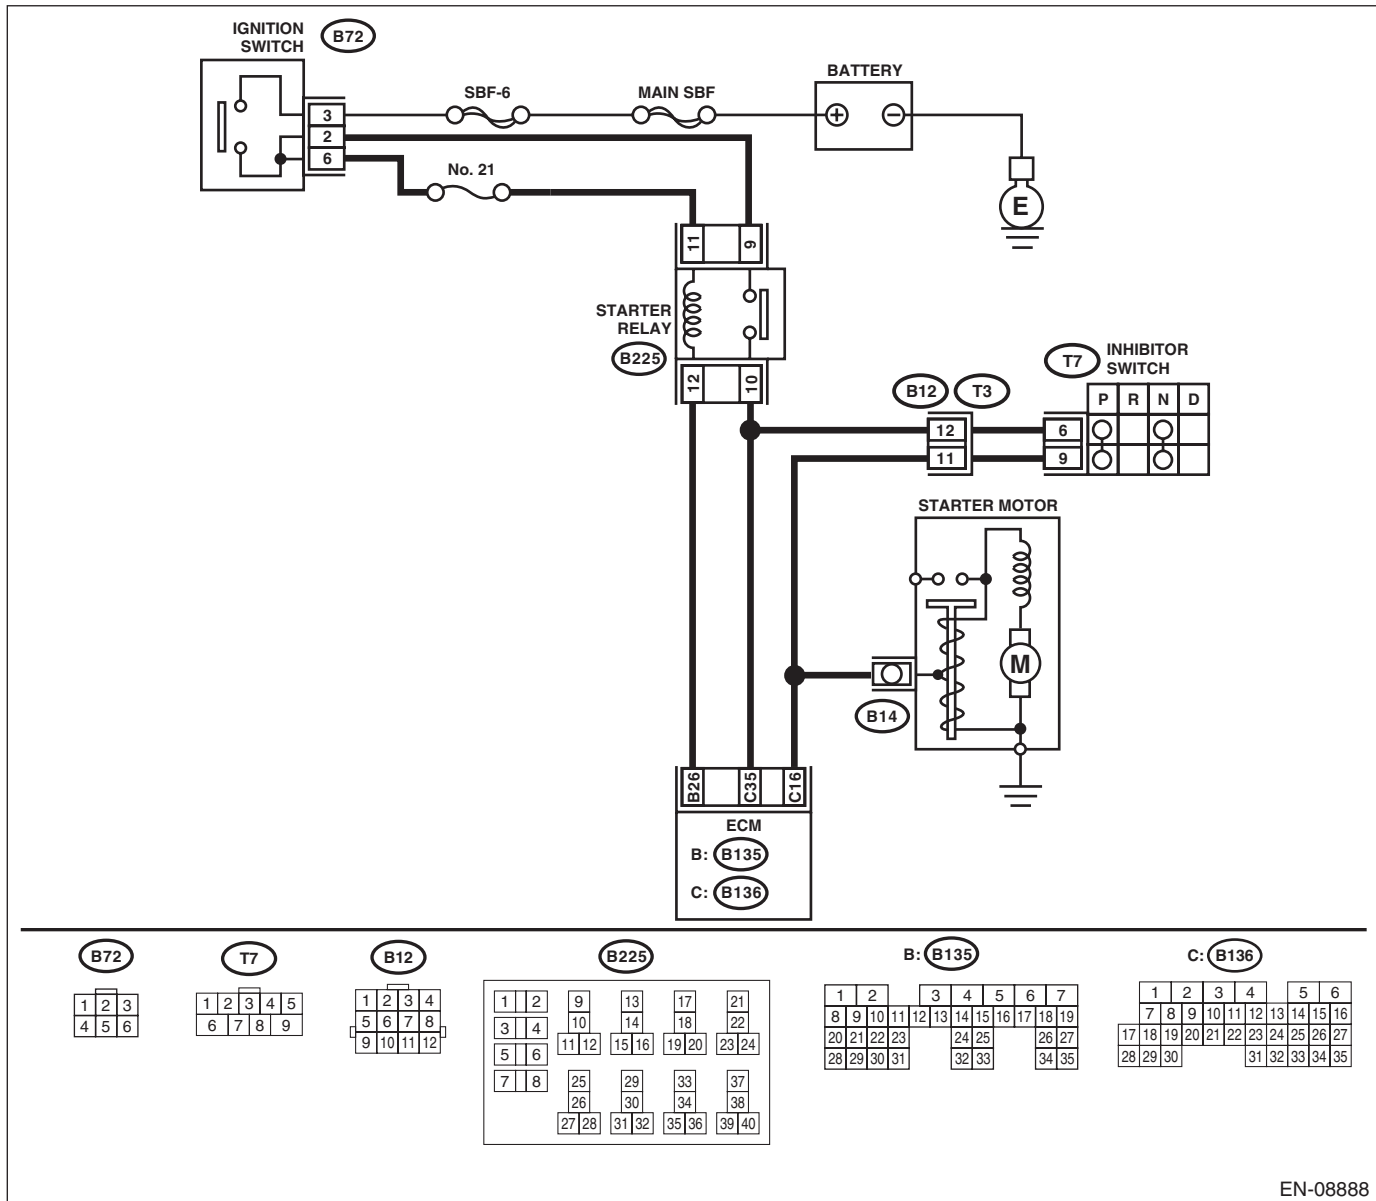 IGNITION
SWITCH
B72
3
2
6
SBF-6
MAIN SBF
BATTERY
+ −
No. 21
E
11 9
STARTER
RELAY
B225
12 10
B12 T3
T7
INHIBITOR
SWITCH
P R N D
12 6
11 9
STARTER MOTOR
M
B14
B26 C35 C16
ECM
B: B135
C: B136
B72
1 2 3
4 5 6
T7
1 2 3 4 5
6 7 8 9
B12
1 2 3 4
5 6 7 8
9 10 11 12
B225
1 2 9 13 17 21
3 4 10 14 18 22
11 12 15 16 19 20 23 24
5 6
7 8 25 29 33 37
26 30 34 38
27 28 31 32 35 36 39 40
B: B135
1 2 3 4 5 6 7
8 9 10 11 12 13 14 15 16 17 18 19
20 21 22 23 24 25 26 27
28 29 30 31 32 33 34 35
C: B136
1 2 3 4 5 6
7 8 9 10 11 12 13 14 15 16
17 18 19 20 21 22 23 24 25 26 27
28 29 30 31 32 33 34 35
EN-08888